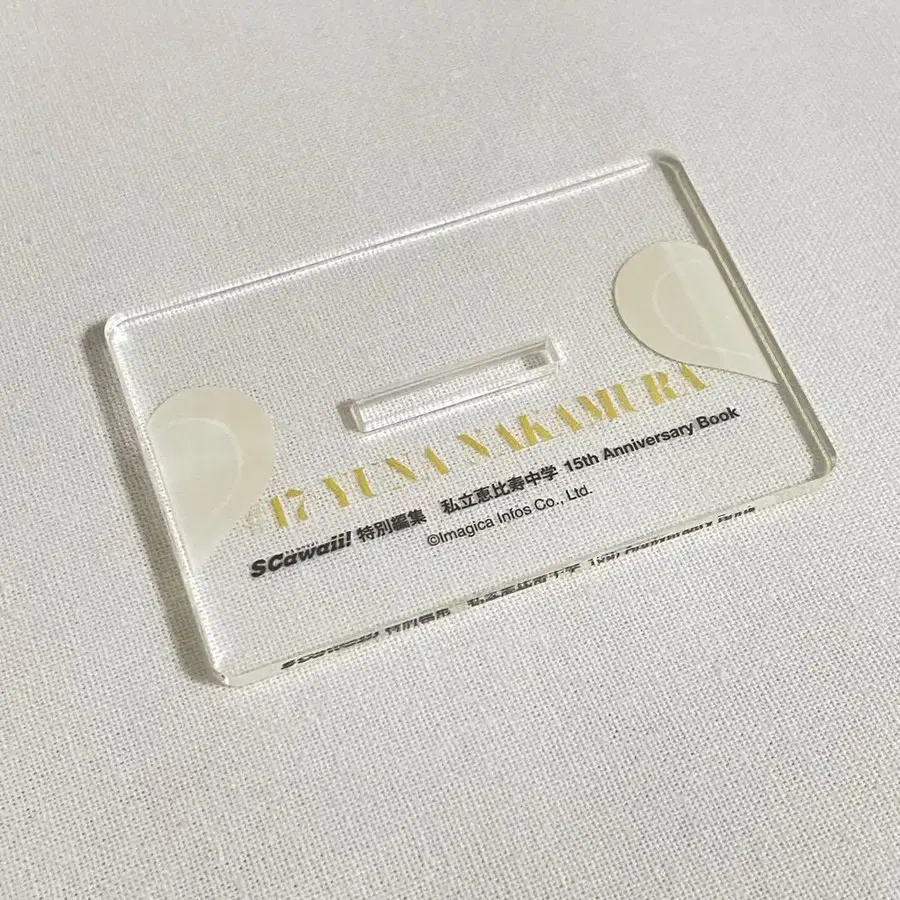 17 YUNA NAKAMURA
SCawaii! 特別編集 私立恵比寿中学 15th Anniversary Book
©Imagica Infos Co., Ltd.